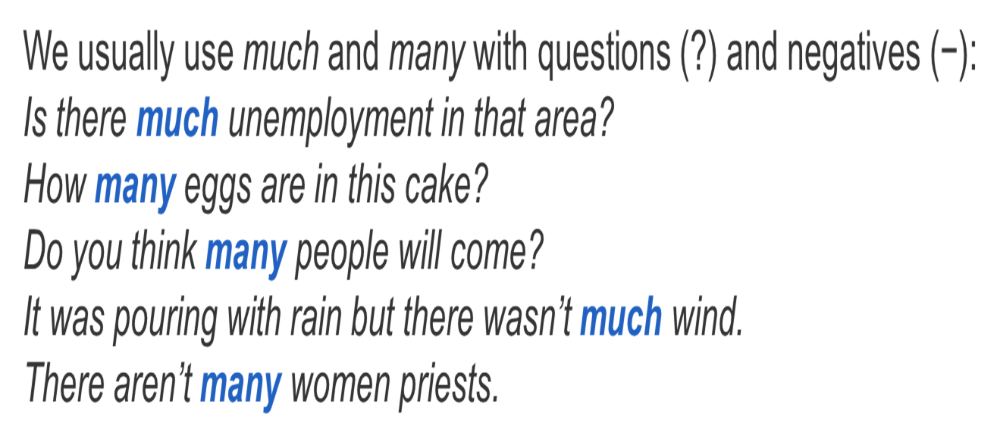 We usually use much and many with questions (?) and negatives (−):
Is there much unemployment in that area?
How many eggs are in this cake?
Do you think many people will come?
It was pouring with rain but there wasn’t much wind.
There aren’t many women priests.